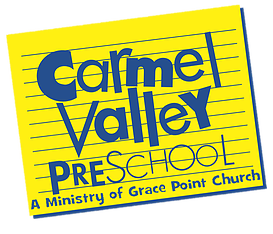 Carmel
Valley
PRESCHOOL
A Ministry of Grace Point Church